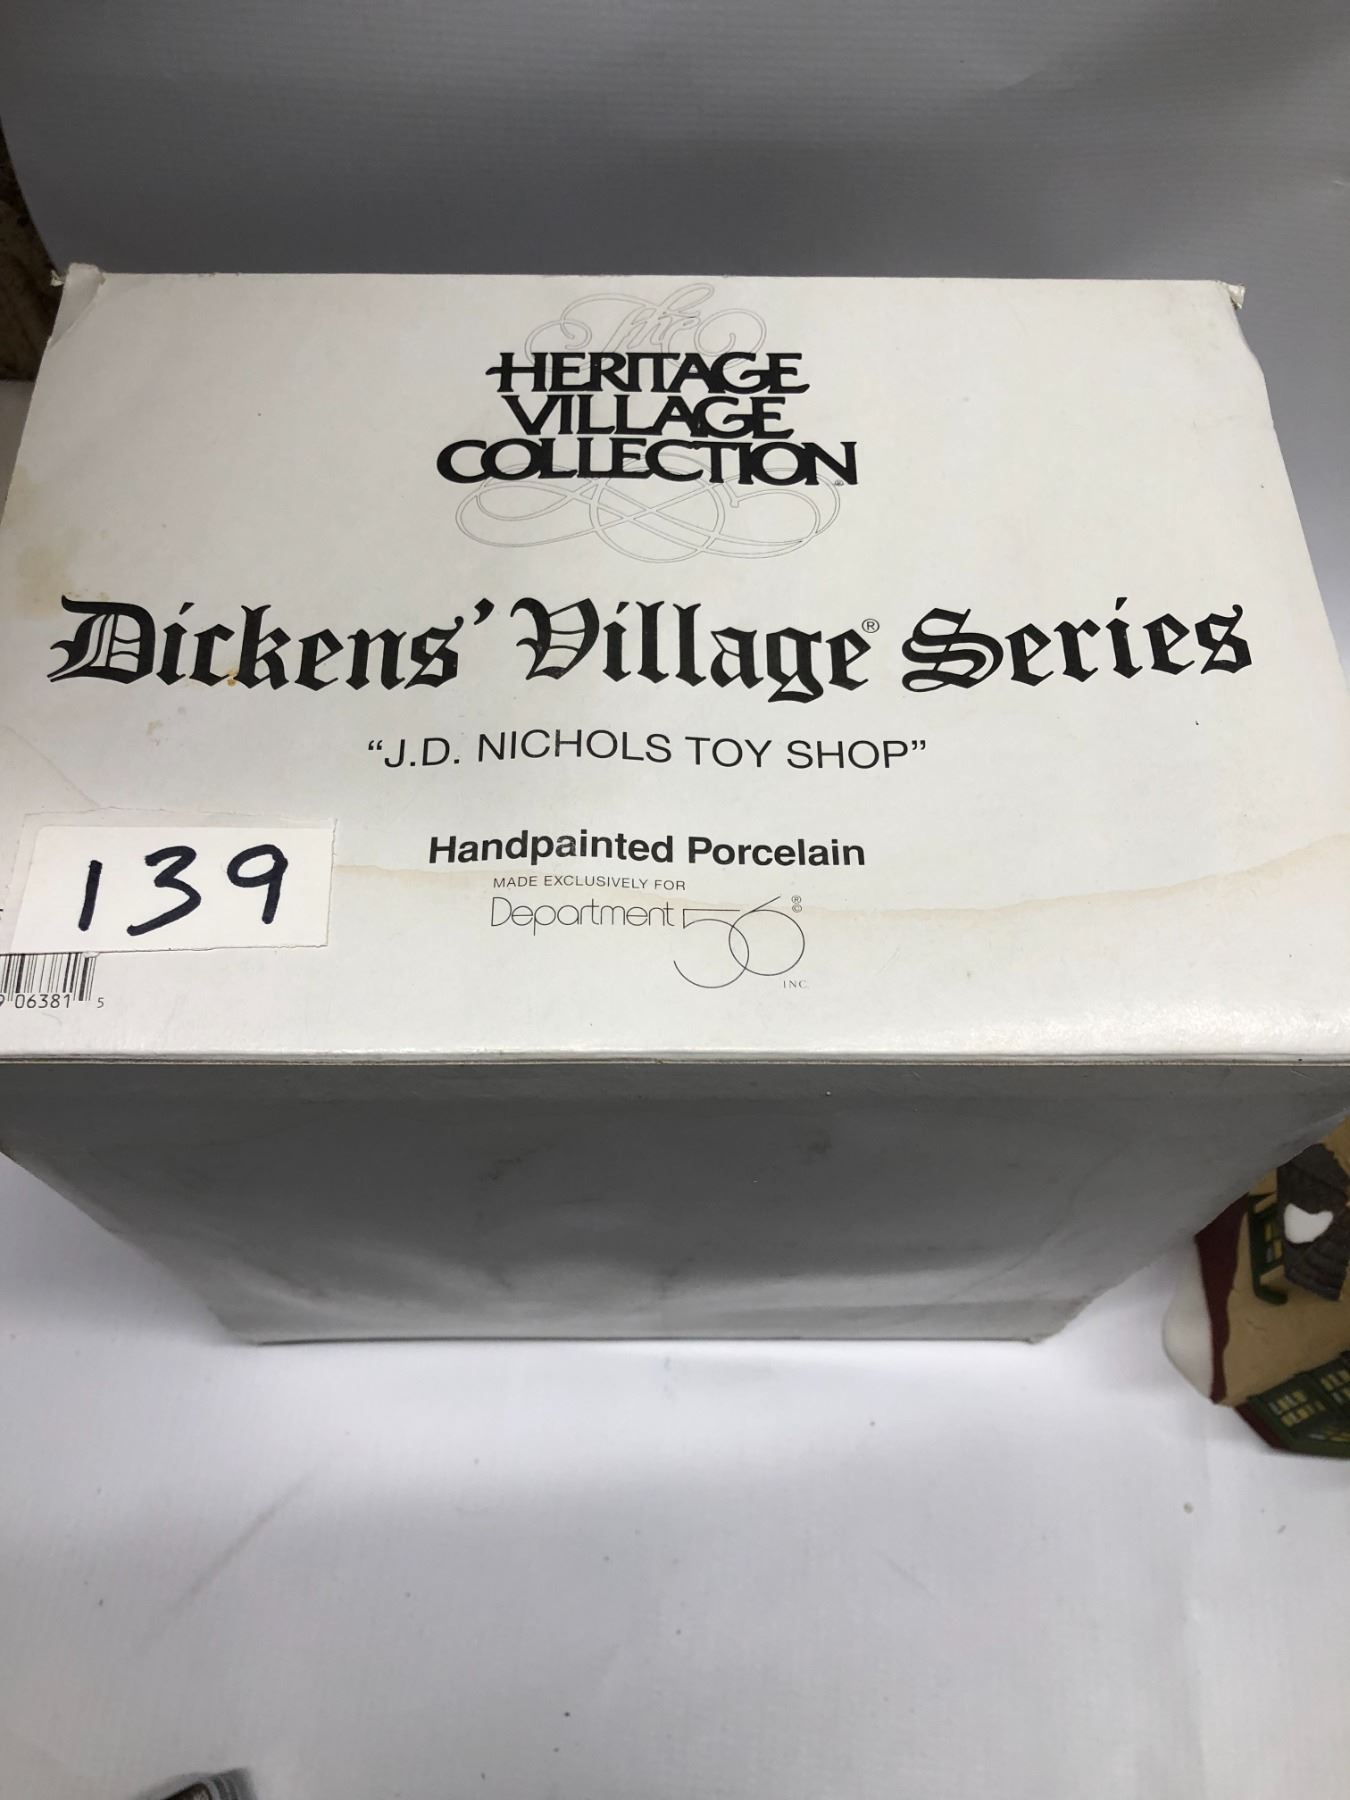 The
HERITAGE
VILLAGE
COLLECTION®
Dickens' Village® Series
"J.D. NICHOLS TOY SHOP"
139
Handpainted Porcelain
MADE EXCLUSIVELY FOR
Department 56 ®©
INC.
06381 5